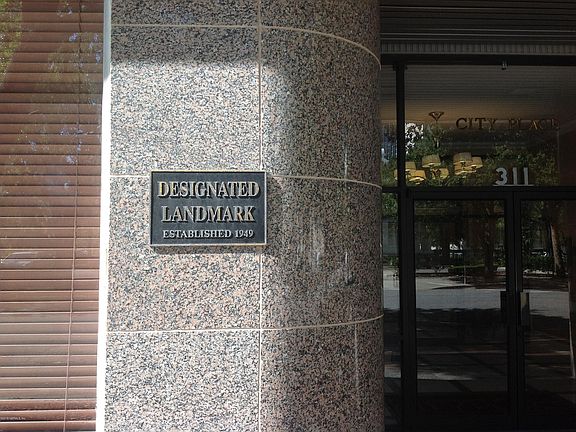 DESIGNATED
LANDMARK
ESTABLISHED 1949
CITY PLACE
311